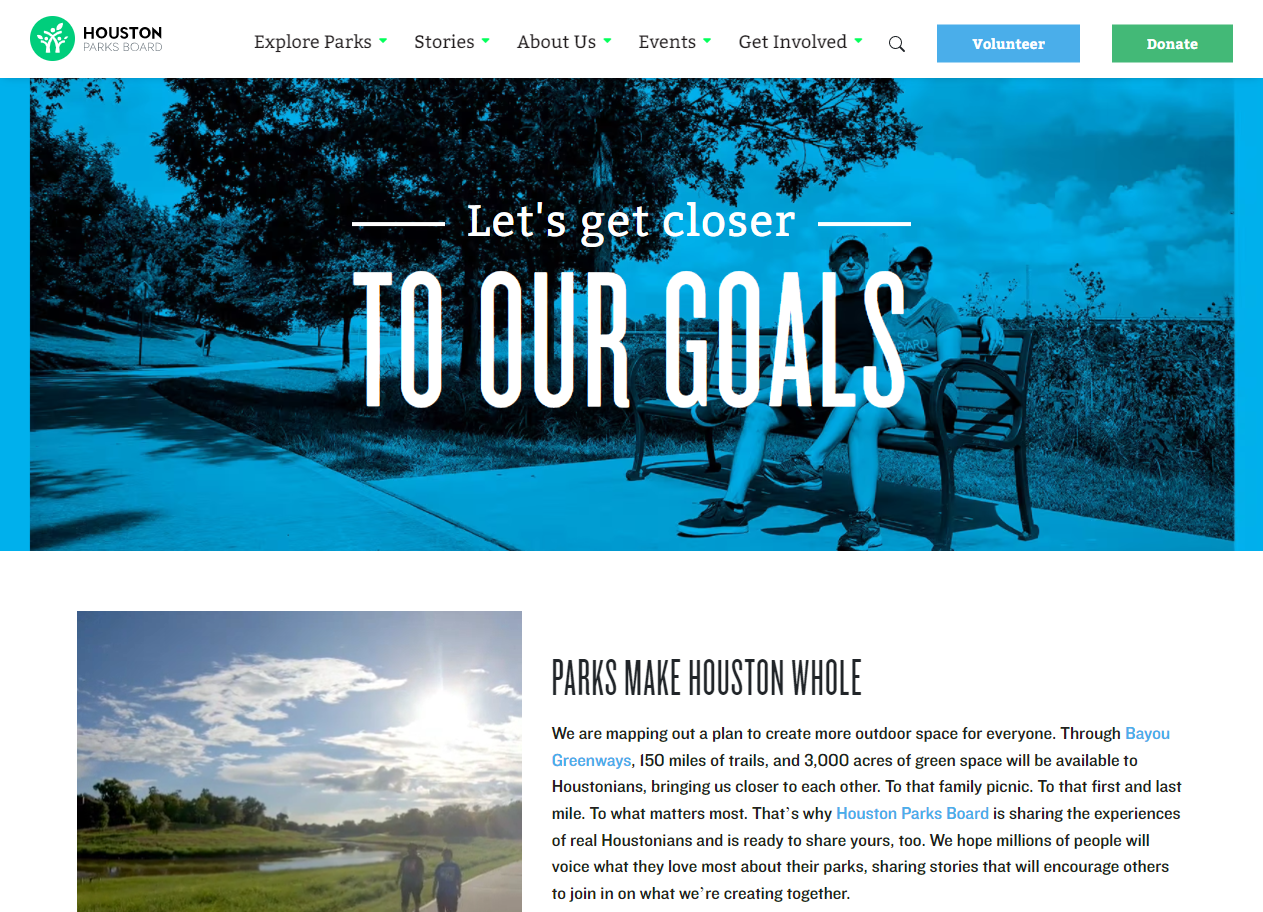 HOUSTON
PARKS BOARD
Explore Parks
Stories
About Us
Events
Get Involved
Volunteer
Donate
Let's get closer
TO OUR GOALS
PARKS MAKE HOUSTON WHOLE
We are mapping out a plan to create more outdoor space for everyone. Through Bayou
Greenways, 150 miles of trails, and 3,000 acres of green space will be available to
Houstonians, bringing us closer to each other. To that family picnic. To that first and last
mile. To what matters most. That’s why Houston Parks Board is sharing the experiences
of real Houstonians and is ready to share yours, too. We hope millions of people will
voice what they love most about their parks, sharing stories that will encourage others
to join in on what we’re creating together.